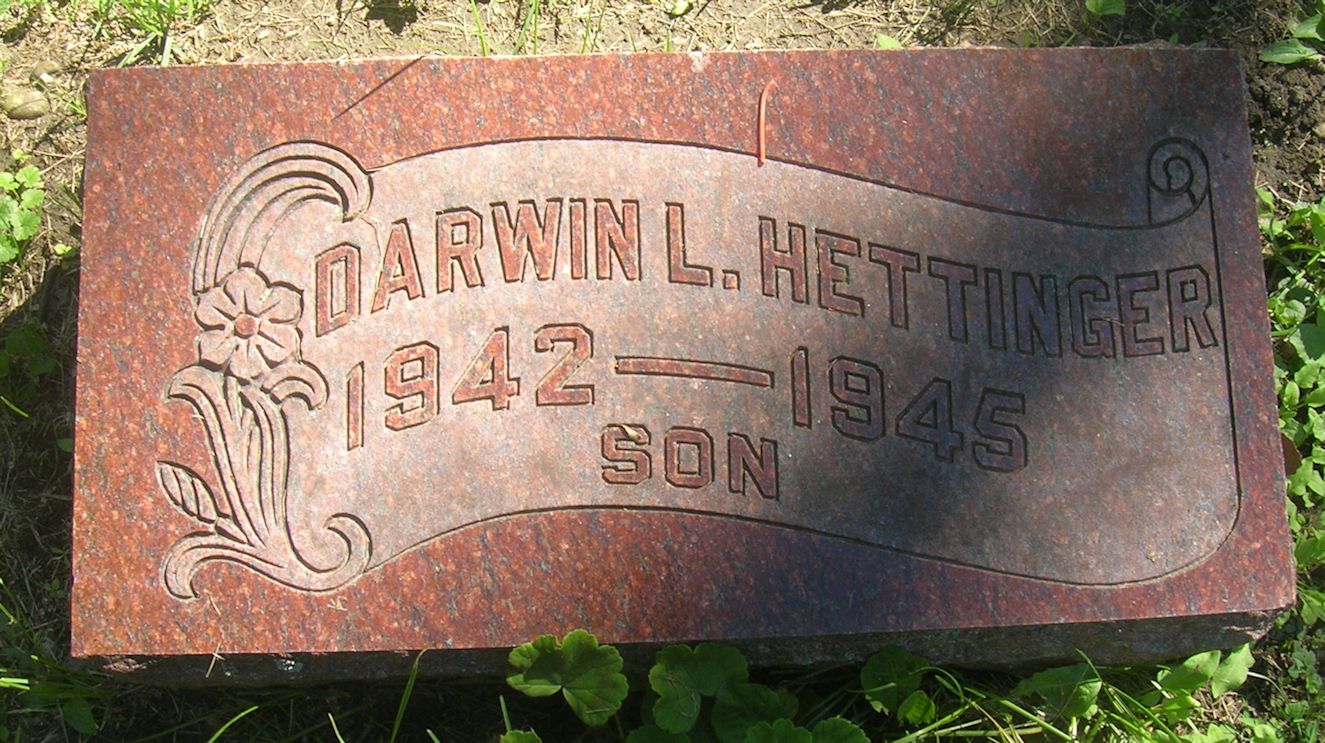 DARWIN L. HETTINGER
1942 — 1945
SON